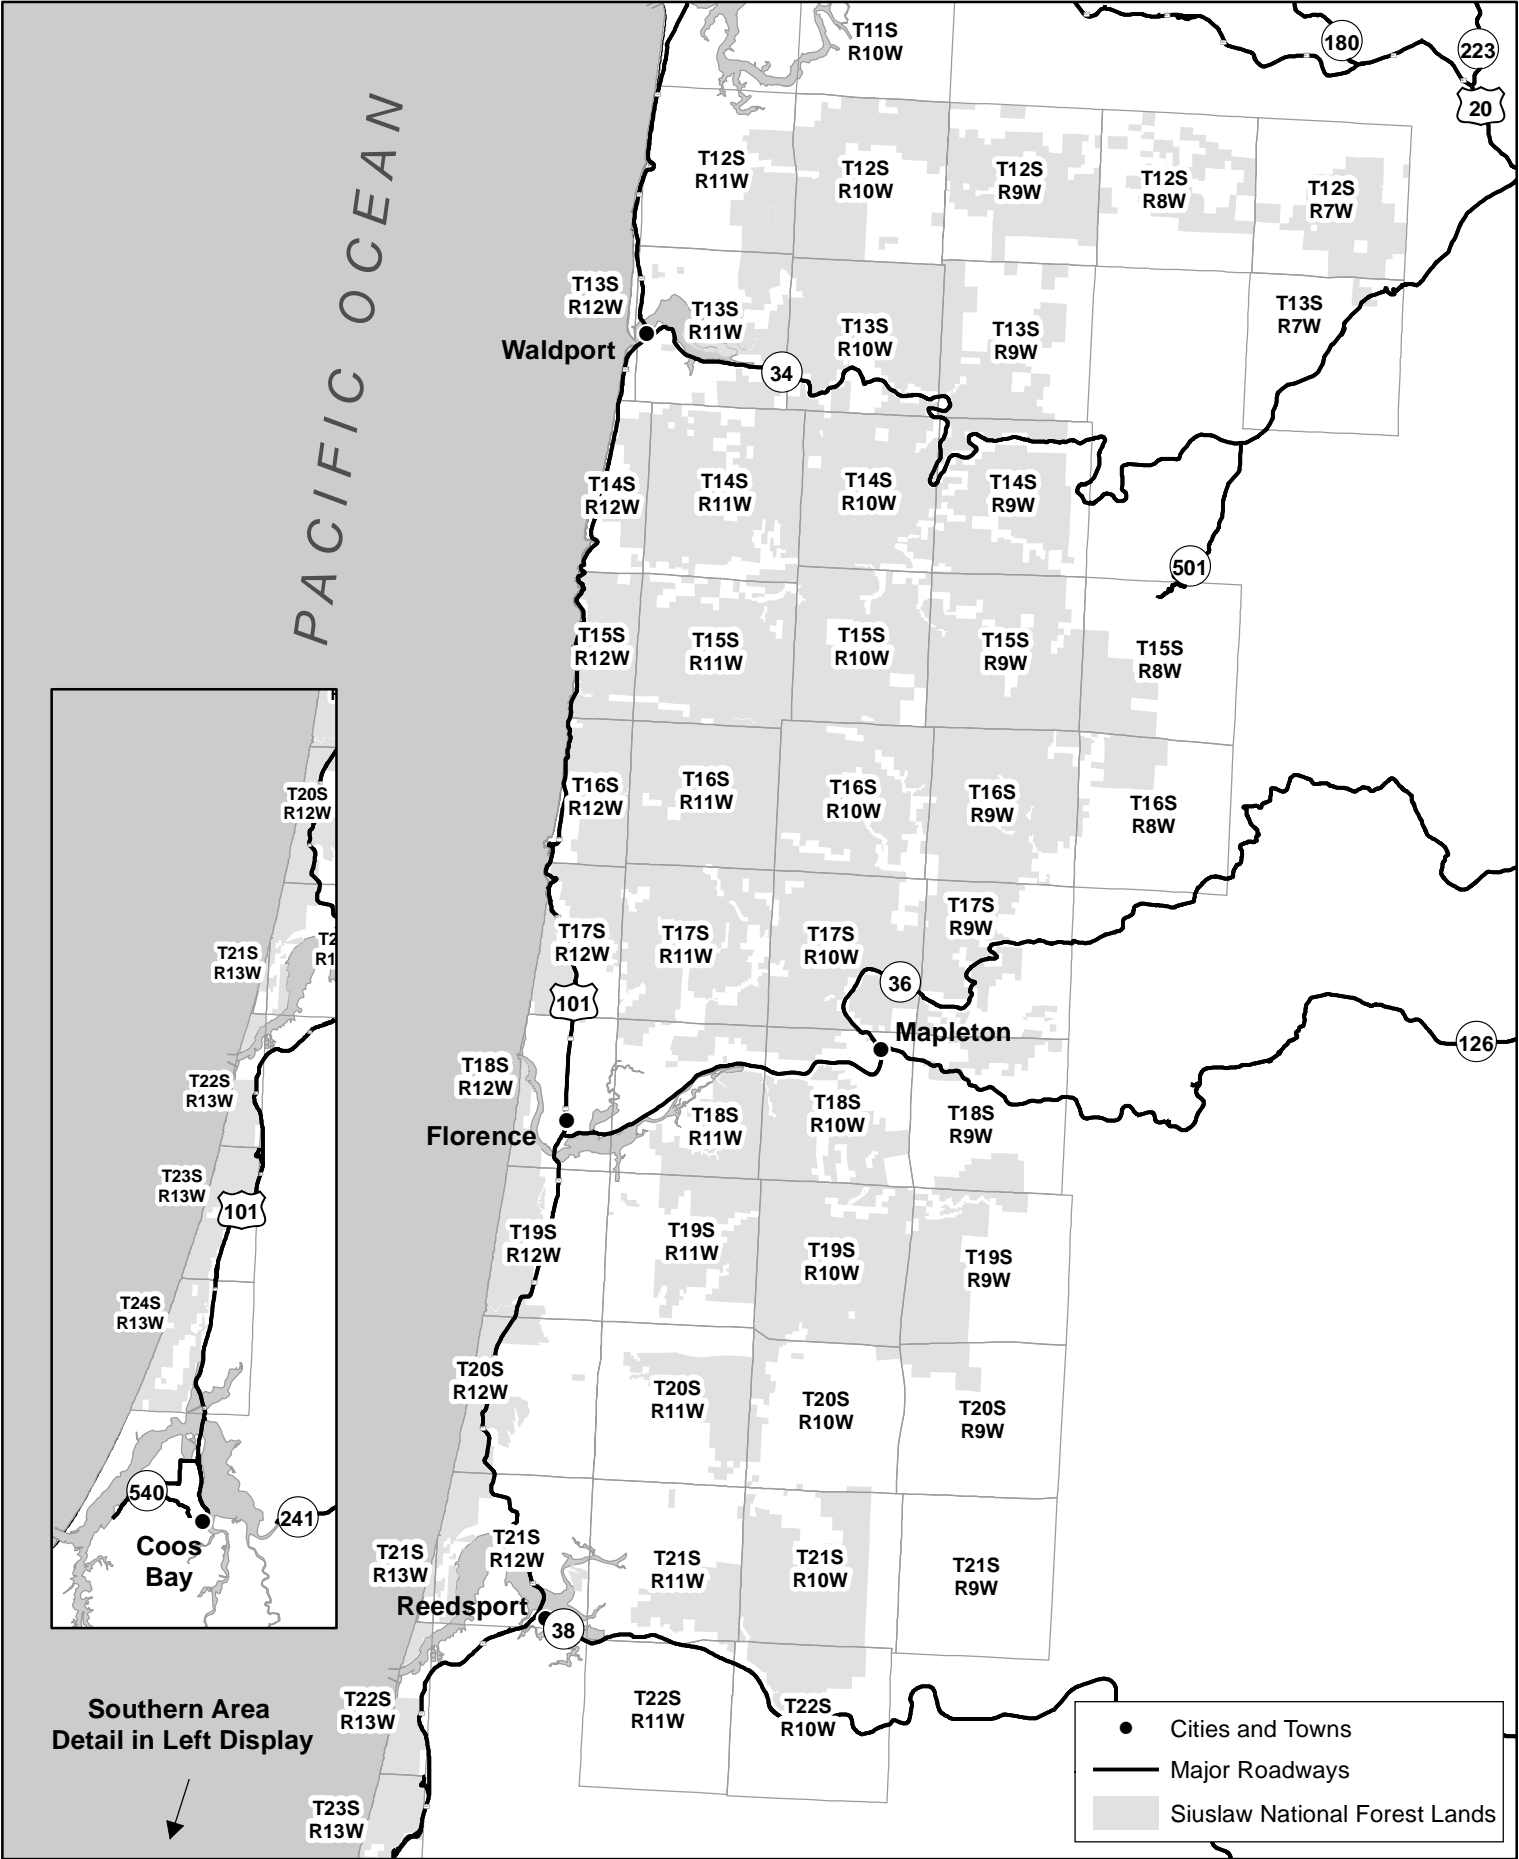 T11S
R10W
180
223
20
PACIFIC OCEAN
T12S
R11W
T12S
R10W
T12S
R9W
T12S
R8W
T12S
R7W
T13S
R12W
T13S
R11W
T13S
R10W
T13S
R9W
T13S
R7W
Waldport
34
T14S
R12W
T14S
R11W
T14S
R10W
T14S
R9W
501
T15S
R12W
T15S
R11W
T15S
R10W
T15S
R9W
T15S
R8W
T16S
R12W
T16S
R11W
T16S
R10W
T16S
R9W
T16S
R8W
T17S
R12W
T17S
R11W
T17S
R10W
T17S
R9W
101
36
Mapleton
126
T18S
R12W
T18S
R11W
T18S
R10W
T18S
R9W
Florence
T19S
R12W
T19S
R11W
T19S
R10W
T19S
R9W
T20S
R12W
T20S
R11W
T20S
R10W
T20S
R9W
T21S
R13W
T21S
R12W
T21S
R11W
T21S
R10W
T21S
R9W
Reedsport
38
T22S
R13W
T22S
R11W
T22S
R10W
T23S
R13W
T20S
R12W
T21S
R13W
T2
R1
T22S
R13W
T23S
R13W
101
T24S
R13W
540
241
Coos
Bay
Southern Area
Detail in Left Display
Cities and Towns
Major Roadways
Siuslaw National Forest Lands